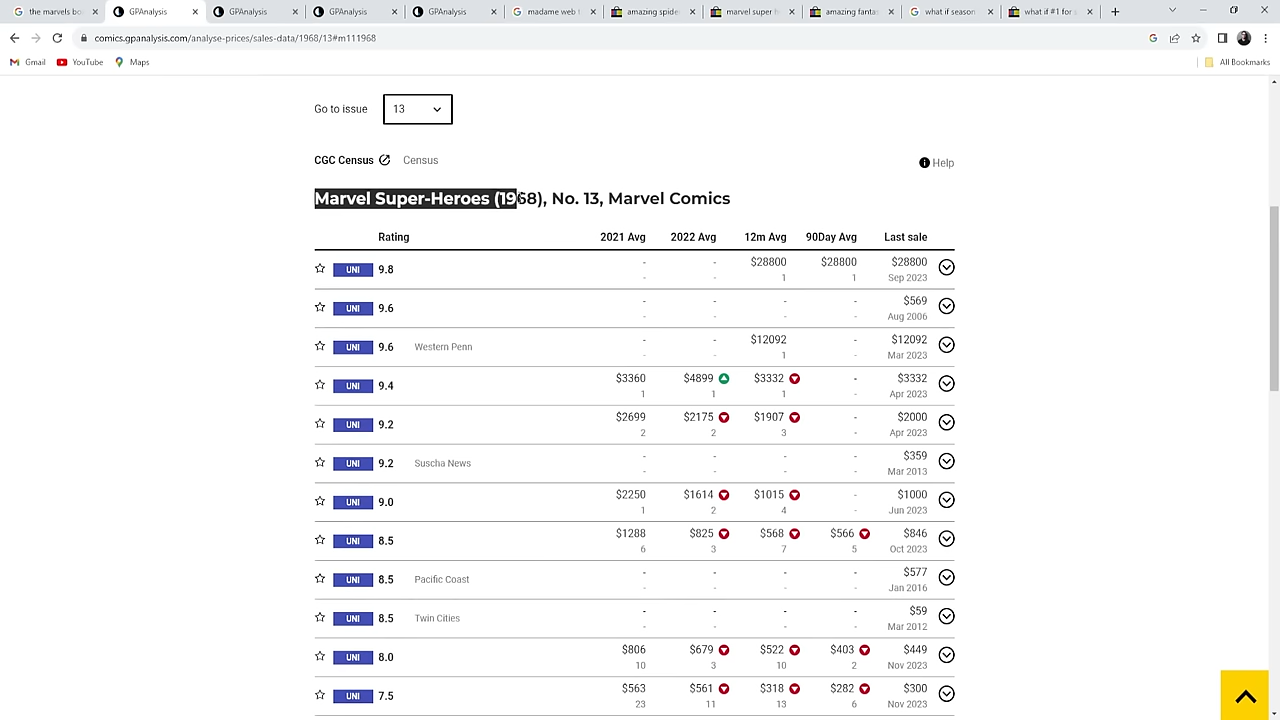 the marvels bo
GPAnalysis
GPAnalysis
GPAnalysis
GPAnalysis
madame web
amazing spide
marvel super h
amazing fanta
what if season
what if #1 for s
comics.gpanalysis.com/analyse-prices/sales-data/1968/13#m111968
Gmail YouTube Maps All Bookmarks
Go to issue 13
CGC Census Census Help
Marvel Super-Heroes (1968), No. 13, Marvel Comics
Rating 2021 Avg 2022 Avg 12m Avg 90Day Avg Last sale
UNI 9.8 - - $28800 $28800 $28800
- - 1 1 Sep 2023
UNI 9.6 - - - - $569
- - - - Aug 2006
UNI 9.6 Western Penn - - $12092 - $12092
- - 1 - Mar 2023
UNI 9.4 $3360 $4899 $3332 - $3332
1 1 1 - Apr 2023
UNI 9.2 $2699 $2175 $1907 - $2000
2 2 3 - Apr 2023
UNI 9.2 Suscha News - - - - $359
- - - - Mar 2013
UNI 9.0 $2250 $1614 $1015 - $1000
1 2 4 - Jun 2023
UNI 8.5 $1288 $825 $568 $566 $846
6 3 7 5 Oct 2023
UNI 8.5 Pacific Coast - - - - $577
- - - - Jan 2016
UNI 8.5 Twin Cities - - - - $59
- - - - Mar 2012
UNI 8.0 $806 $679 $522 $403 $449
10 3 10 2 Nov 2023
UNI 7.5 $563 $561 $318 $282 $300
23 11 13 6 Nov 2023